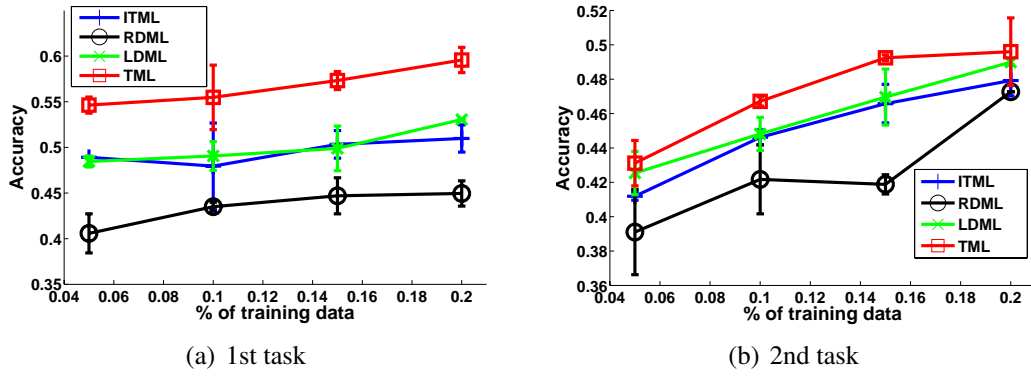 ITML
RDML
LDML
TML
0.6
0.55
0.5
0.45
0.4
0.35
Accuracy
0.04 0.06 0.08 0.1 0.12 0.14 0.16 0.18 0.2
% of training data
(a) 1st task
0.52
0.5
0.48
0.46
0.44
0.42
0.4
0.38
0.36
Accuracy
ITML
RDML
LDML
TML
0.04 0.06 0.08 0.1 0.12 0.14 0.16 0.18 0.2
% of training data
(b) 2nd task